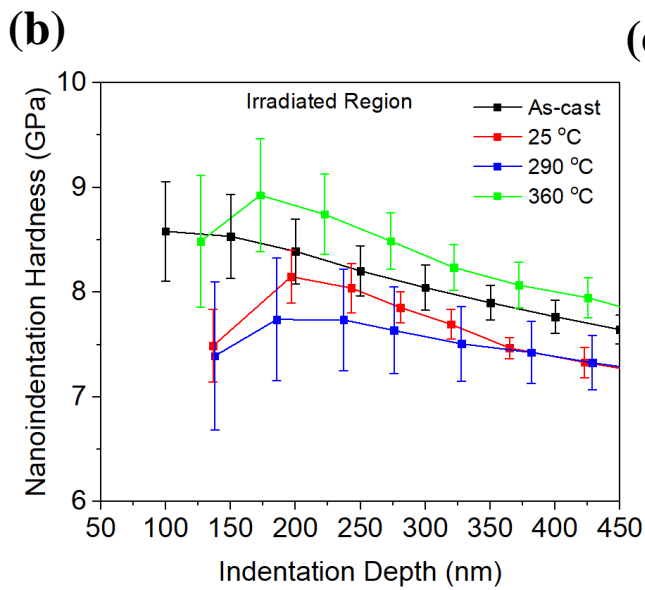 (b)
(c
Irradiated Region
As-cast
25 °C
290 °C
360 °C
Nanoindentation Hardness (GPa)
10
9
8
7
6
50 100 150 200 250 300 350 400 450
Indentation Depth (nm)